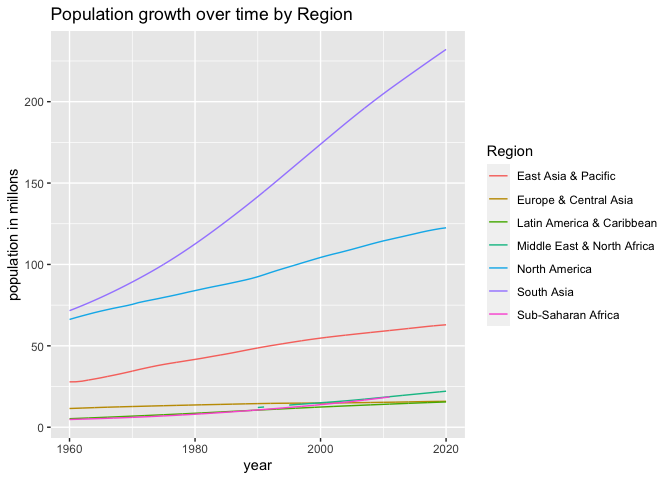 Population growth over time by Region
200
150
100
50
0
population in millons
1960
1980
2000
2020
year
Region
East Asia & Pacific
Europe & Central Asia
Latin America & Caribbean
Middle East & North Africa
North America
South Asia
Sub-Saharan Africa